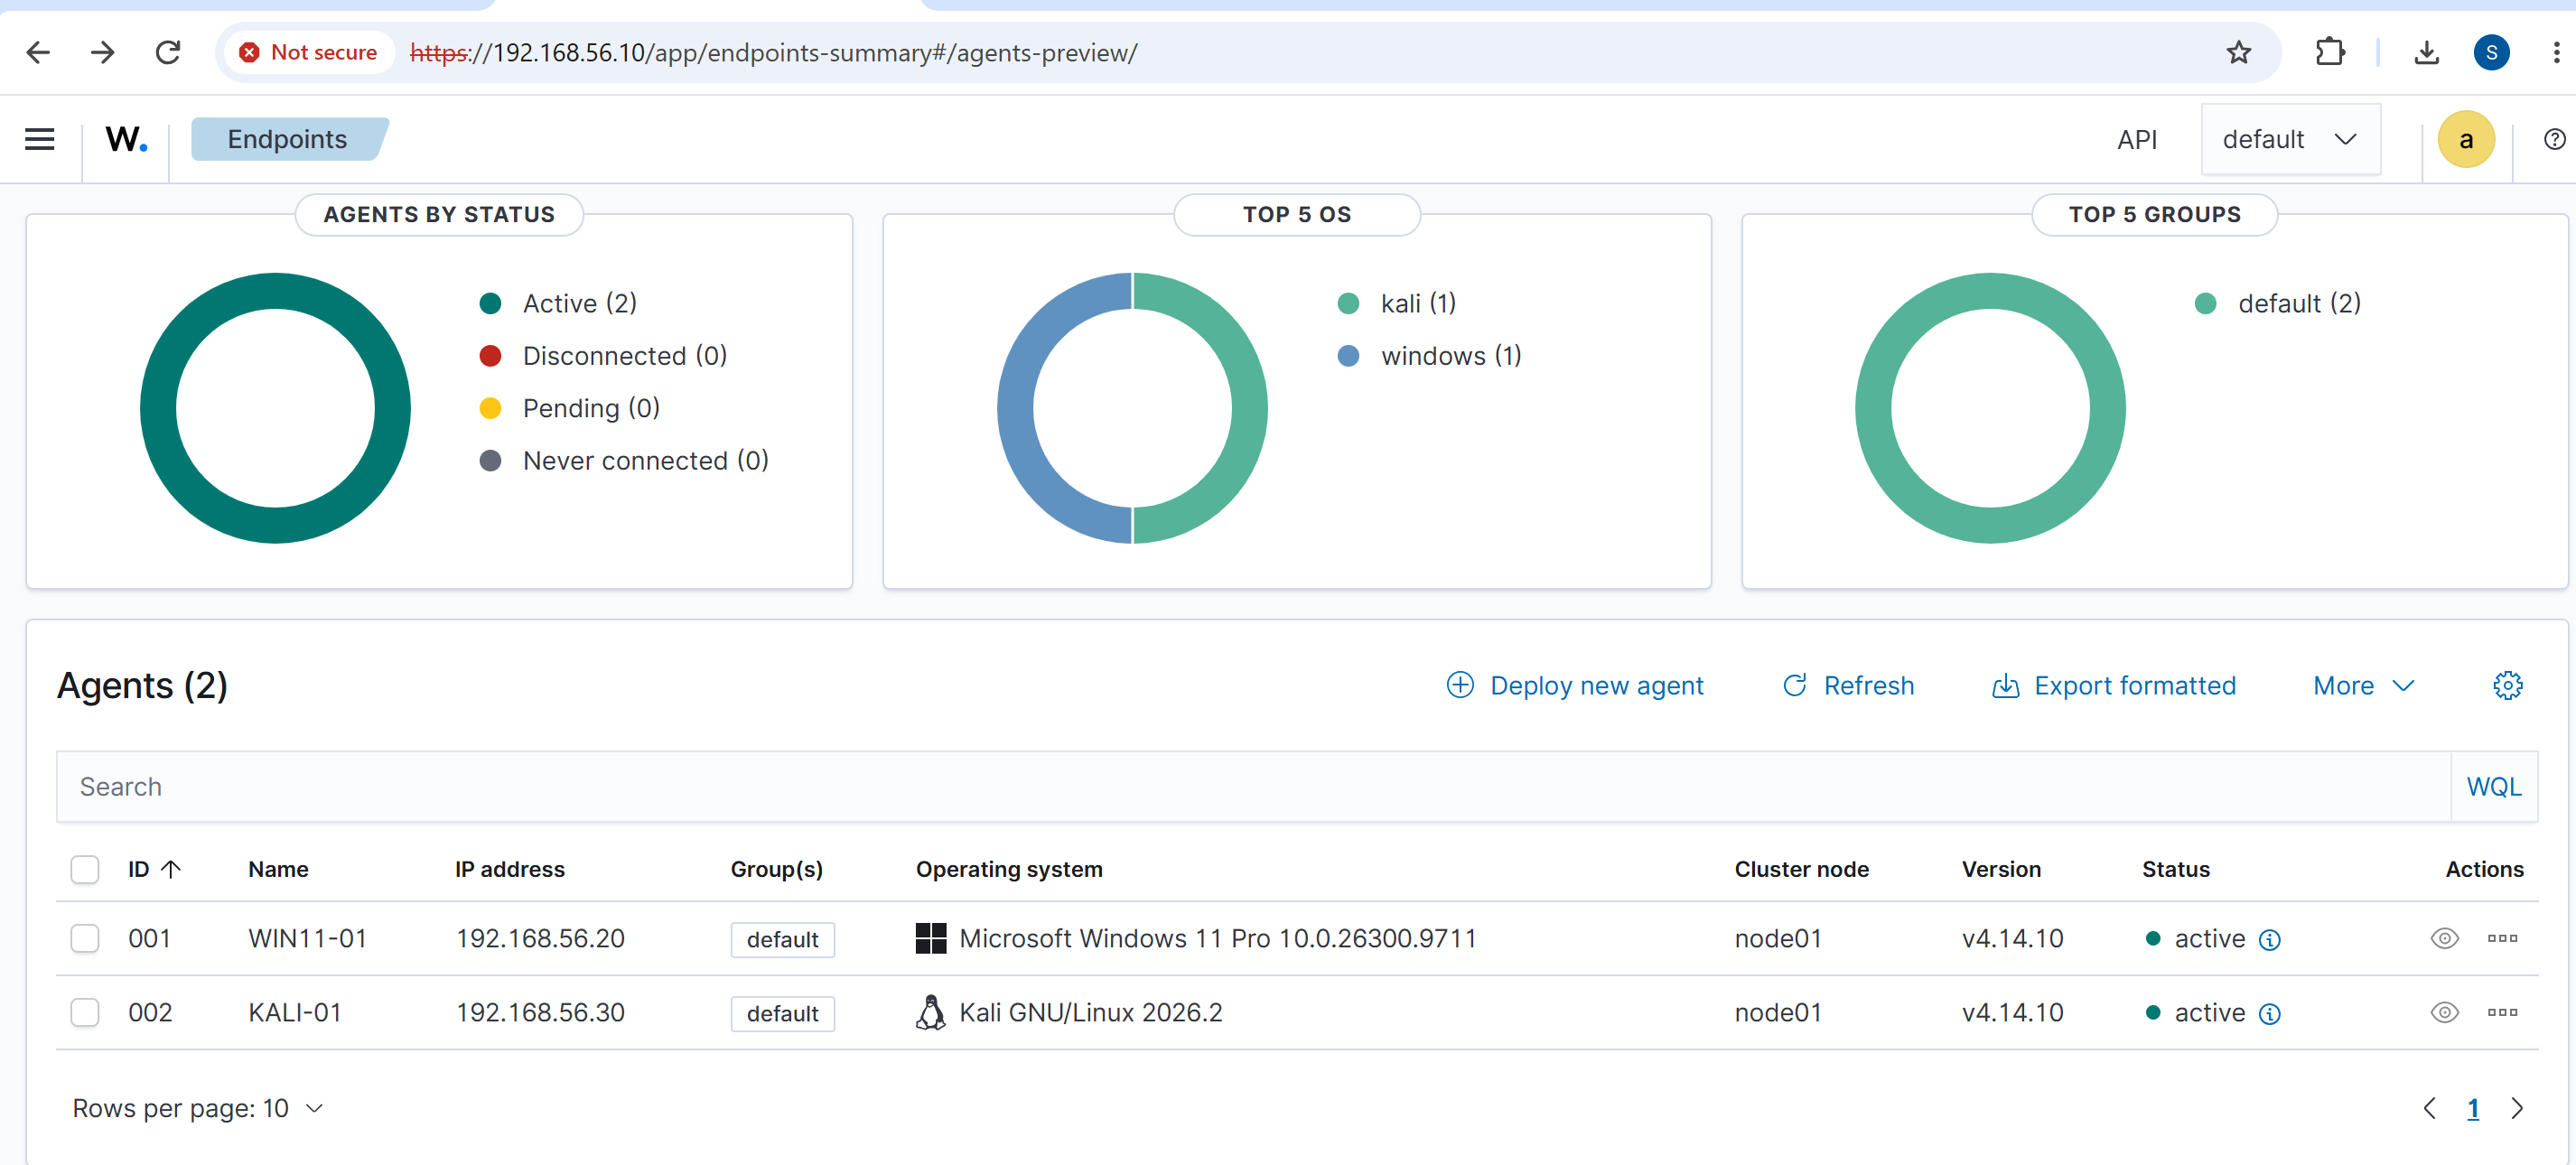 Not secure https://192.168.56.10/app/endpoints-summary#/agents-preview/ S
W. Endpoints API default a
AGENTS BY STATUS
Active (2)
Disconnected (0)
Pending (0)
Never connected (0)
TOP 5 OS
kali (1)
windows (1)
TOP 5 GROUPS
default (2)
Agents (2) Deploy new agent Refresh Export formatted More
Search WQL
ID Name IP address Group(s) Operating system Cluster node Version Status Actions
001 WIN11-01 192.168.56.20 default Microsoft Windows 11 Pro 10.0.26300.9711 node01 v4.14.10 active
002 KALI-01 192.168.56.30 default Kali GNU/Linux 2026.2 node01 v4.14.10 active
Rows per page: 10 1